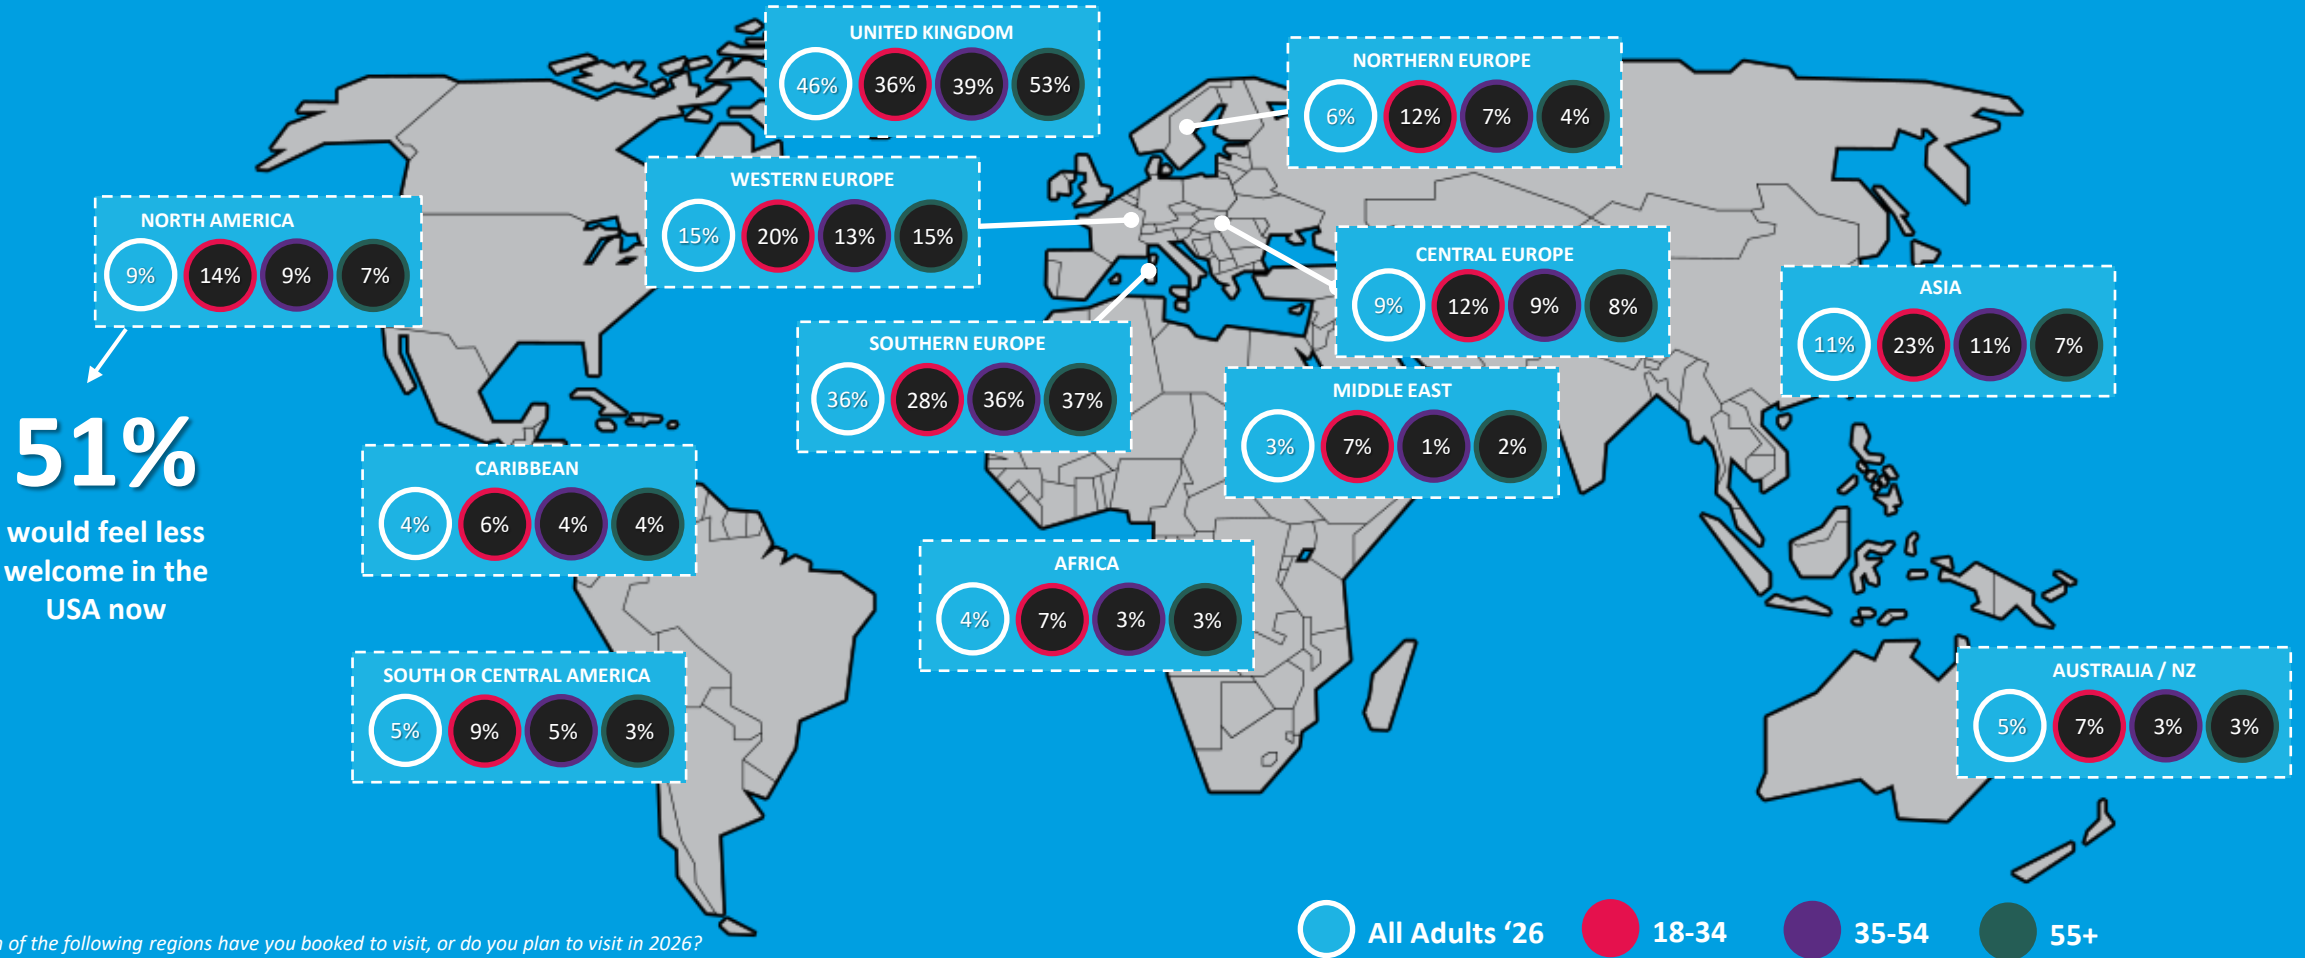 UNITED KINGDOM
46% 36% 39% 53%
NORTHERN EUROPE
6% 12% 7% 4%
WESTERN EUROPE
15% 20% 13% 15%
NORTH AMERICA
9% 14% 9% 7%
CENTRAL EUROPE
9% 12% 9% 8%
ASIA
11% 23% 11% 7%
SOUTHERN EUROPE
36% 28% 36% 37%
MIDDLE EAST
3% 7% 1% 2%
51%
would feel less
welcome in the
USA now
CARIBBEAN
4% 6% 4% 4%
AFRICA
4% 7% 3% 3%
SOUTH OR CENTRAL AMERICA
5% 9% 5% 3%
AUSTRALIA / NZ
5% 7% 3% 3%
of the following regions have you booked to visit, or do you plan to visit in 2026?
All Adults ‘26 18-34 35-54 55+